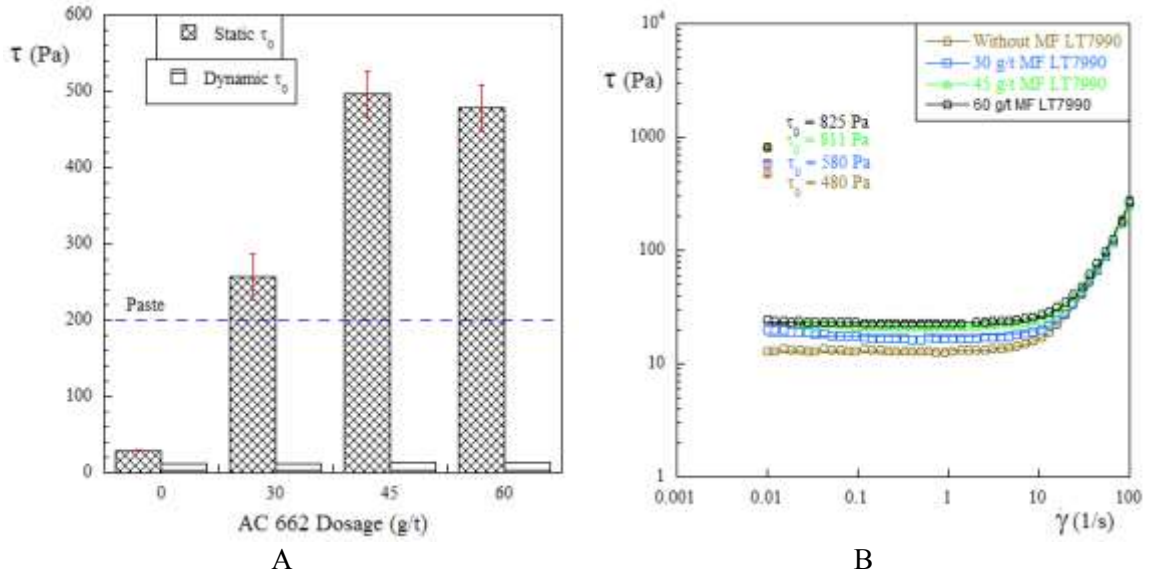 600
500
400
300
200
100
0
τ (Pa)
Static τ0
Dynamic τ0
Paste
0
30
45
60
AC 662 Dosage (g/t)
A
10^4
1000
100
10
1
τ (Pa)
Without MF LT7990
30 g/t MF LT7990
45 g/t MF LT7990
60 g/t MF LT7990
τ0 = 825 Pa
τ0 = 811 Pa
τ0 = 580 Pa
τ0 = 480 Pa
0.001
0.01
0.1
1
10
100
γ̇ (1/s)
B